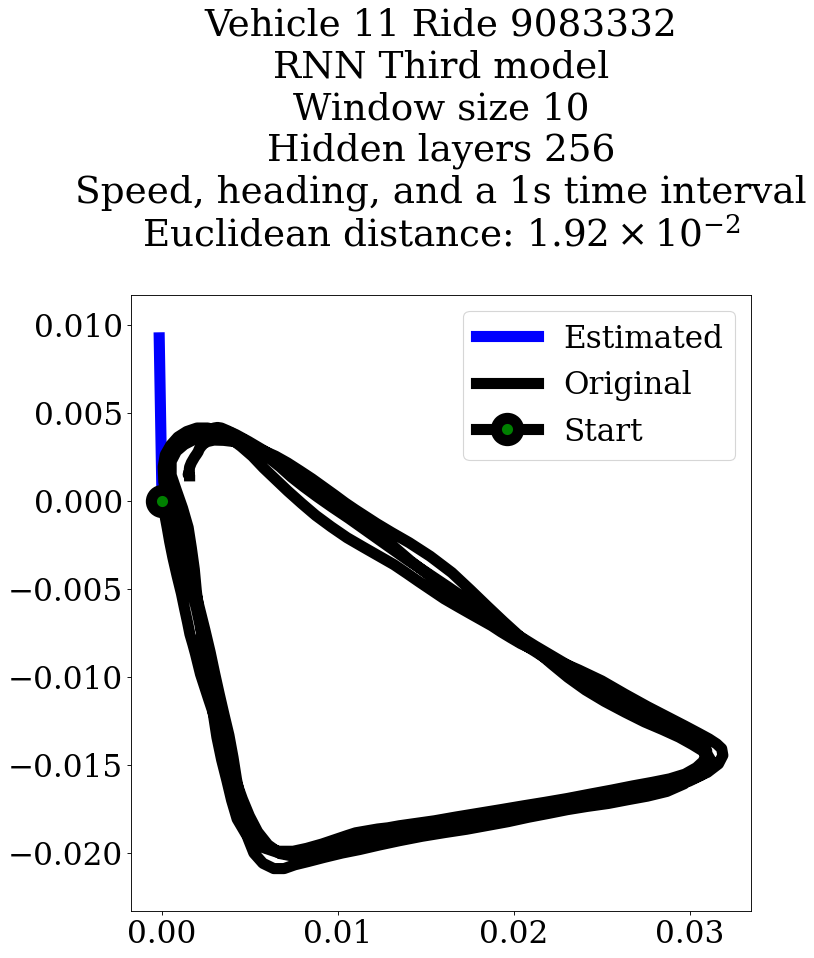 Vehicle 11 Ride 9083332
RNN Third model
Window size 10
Hidden layers 256
Speed, heading, and a 1s time interval
Euclidean distance: 1.92 × 10⁻²
Estimated
Original
Start
0.010
0.005
0.000
−0.005
−0.010
−0.015
−0.020
0.00 0.01 0.02 0.03